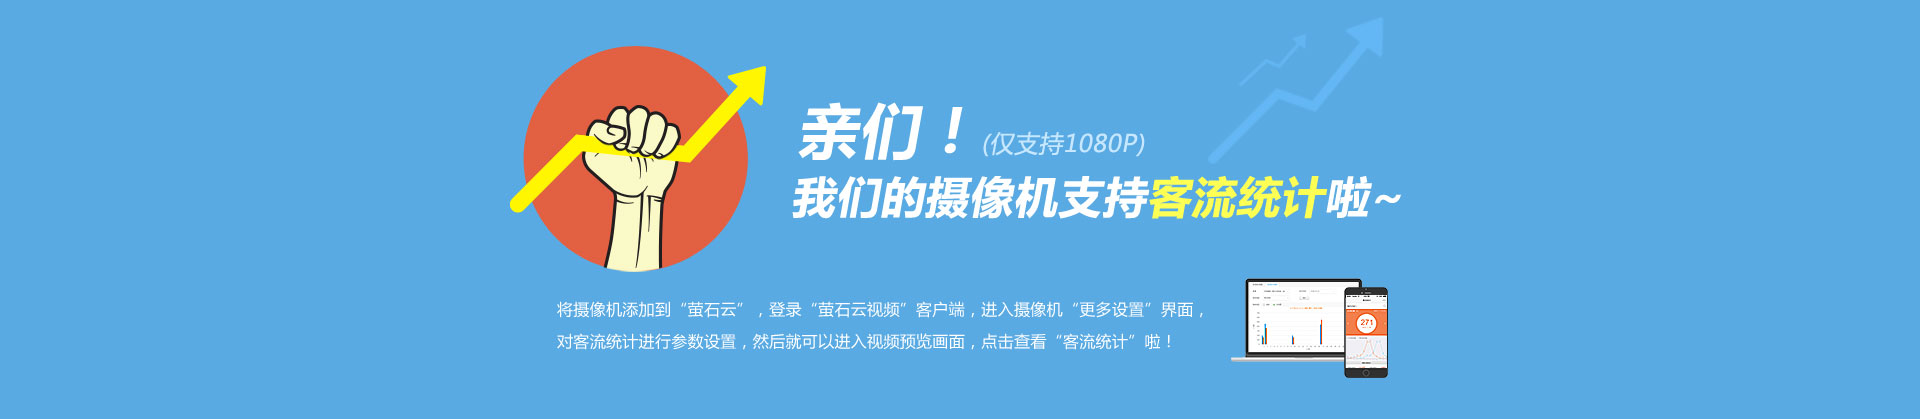 亲们！(仅支持1080P)
我们的摄像机支持客流统计啦~
将摄像机添加到“萤石云”，登录“萤石云视频”客户端，进入摄像机“更多设置”界面，
对客流统计进行参数设置，然后就可以进入视频预览画面，点击查看“客流统计”啦！
271